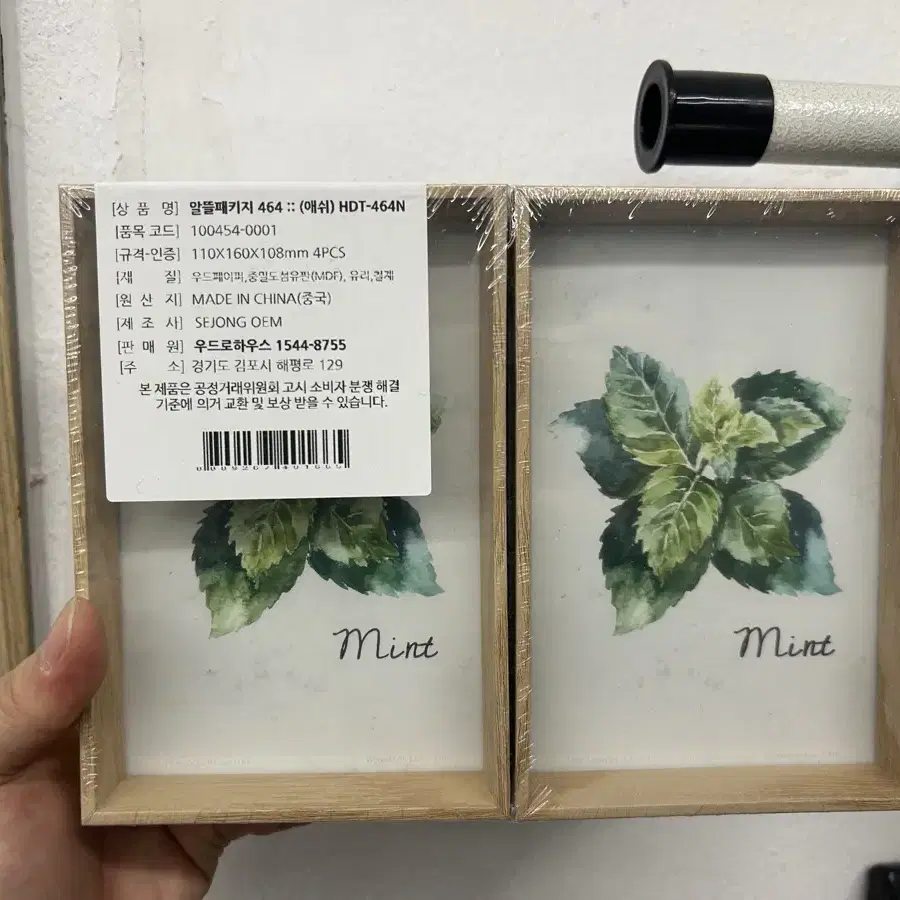 [상 품 명] 알뜰패키지 464 :: (애쉬) HDT-464N
[품목 코드] 100454-0001
[규격-인증] 110X160X108mm 4PCS
[재 질] 우드페이퍼,중밀도섬유판(MDF), 유리,철제
[원 산 지] MADE IN CHINA(중국)
[제 조 사] SEJONG OEM
[판 매 원] 우드로하우스 1544-8755
[주 소] 경기도 김포시 해평로 129
본 제품은 공정거래위원회 고시 소비자 분쟁 해결
기준에 의거 교환 및 보상 받을 수 있습니다.
Mint
Mint